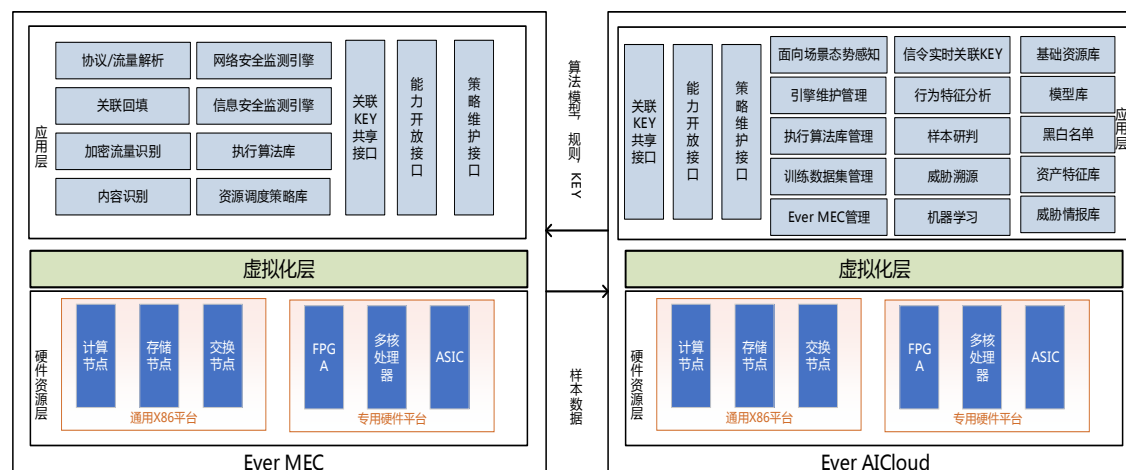 应用层
协议/流量解析
网络安全监测引擎
关联回填
信息安全监测引擎
加密流量识别
执行算法库
内容识别
资源调度策略库
关联
KEY
共享
接口
能力开放接口
策略维护接口
虚拟化层
硬件资源层
计算
节点
存储
节点
交换
节点
通用X86平台
FPG
A
多核
处理
器
ASIC
专用硬件平台
Ever MEC
算法模型,规则,KEY
样本数据
关联
KEY
共享
接口
能力开放接口
策略维护接口
面向场景态势感知
信令实时关联KEY
基础资源库
引擎维护管理
行为特征分析
模型库
执行算法库管理
样本研判
黑白名单
训练数据集管理
威胁溯源
资产特征库
Ever MEC管理
机器学习
威胁情报库
应用层
虚拟化层
硬件资源层
计算
节点
存储
节点
交换
节点
通用X86平台
FPG
A
多核
处理
器
ASIC
专用硬件平台
Ever AICloud